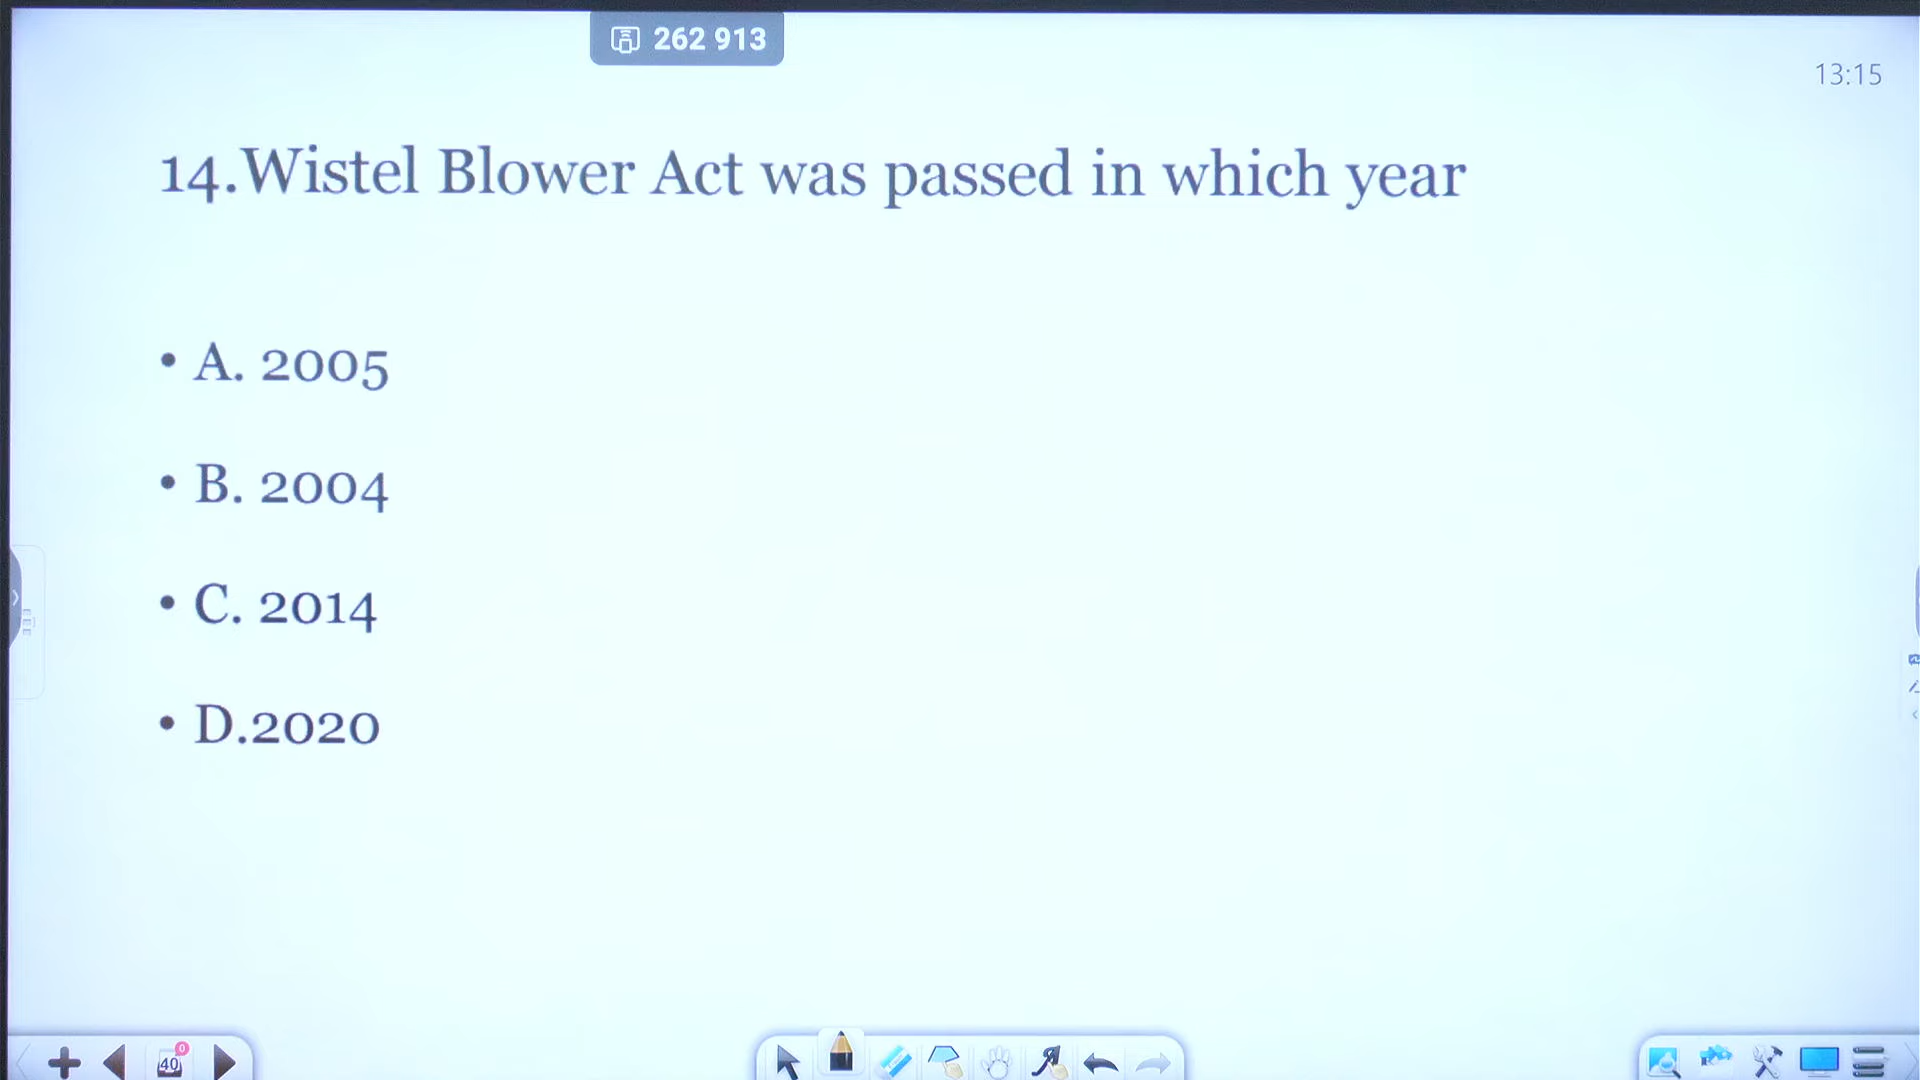 262 913
13:15
14.Wistel Blower Act was passed in which year
• A. 2005
• B. 2004
• C. 2014
• D.2020
40
0